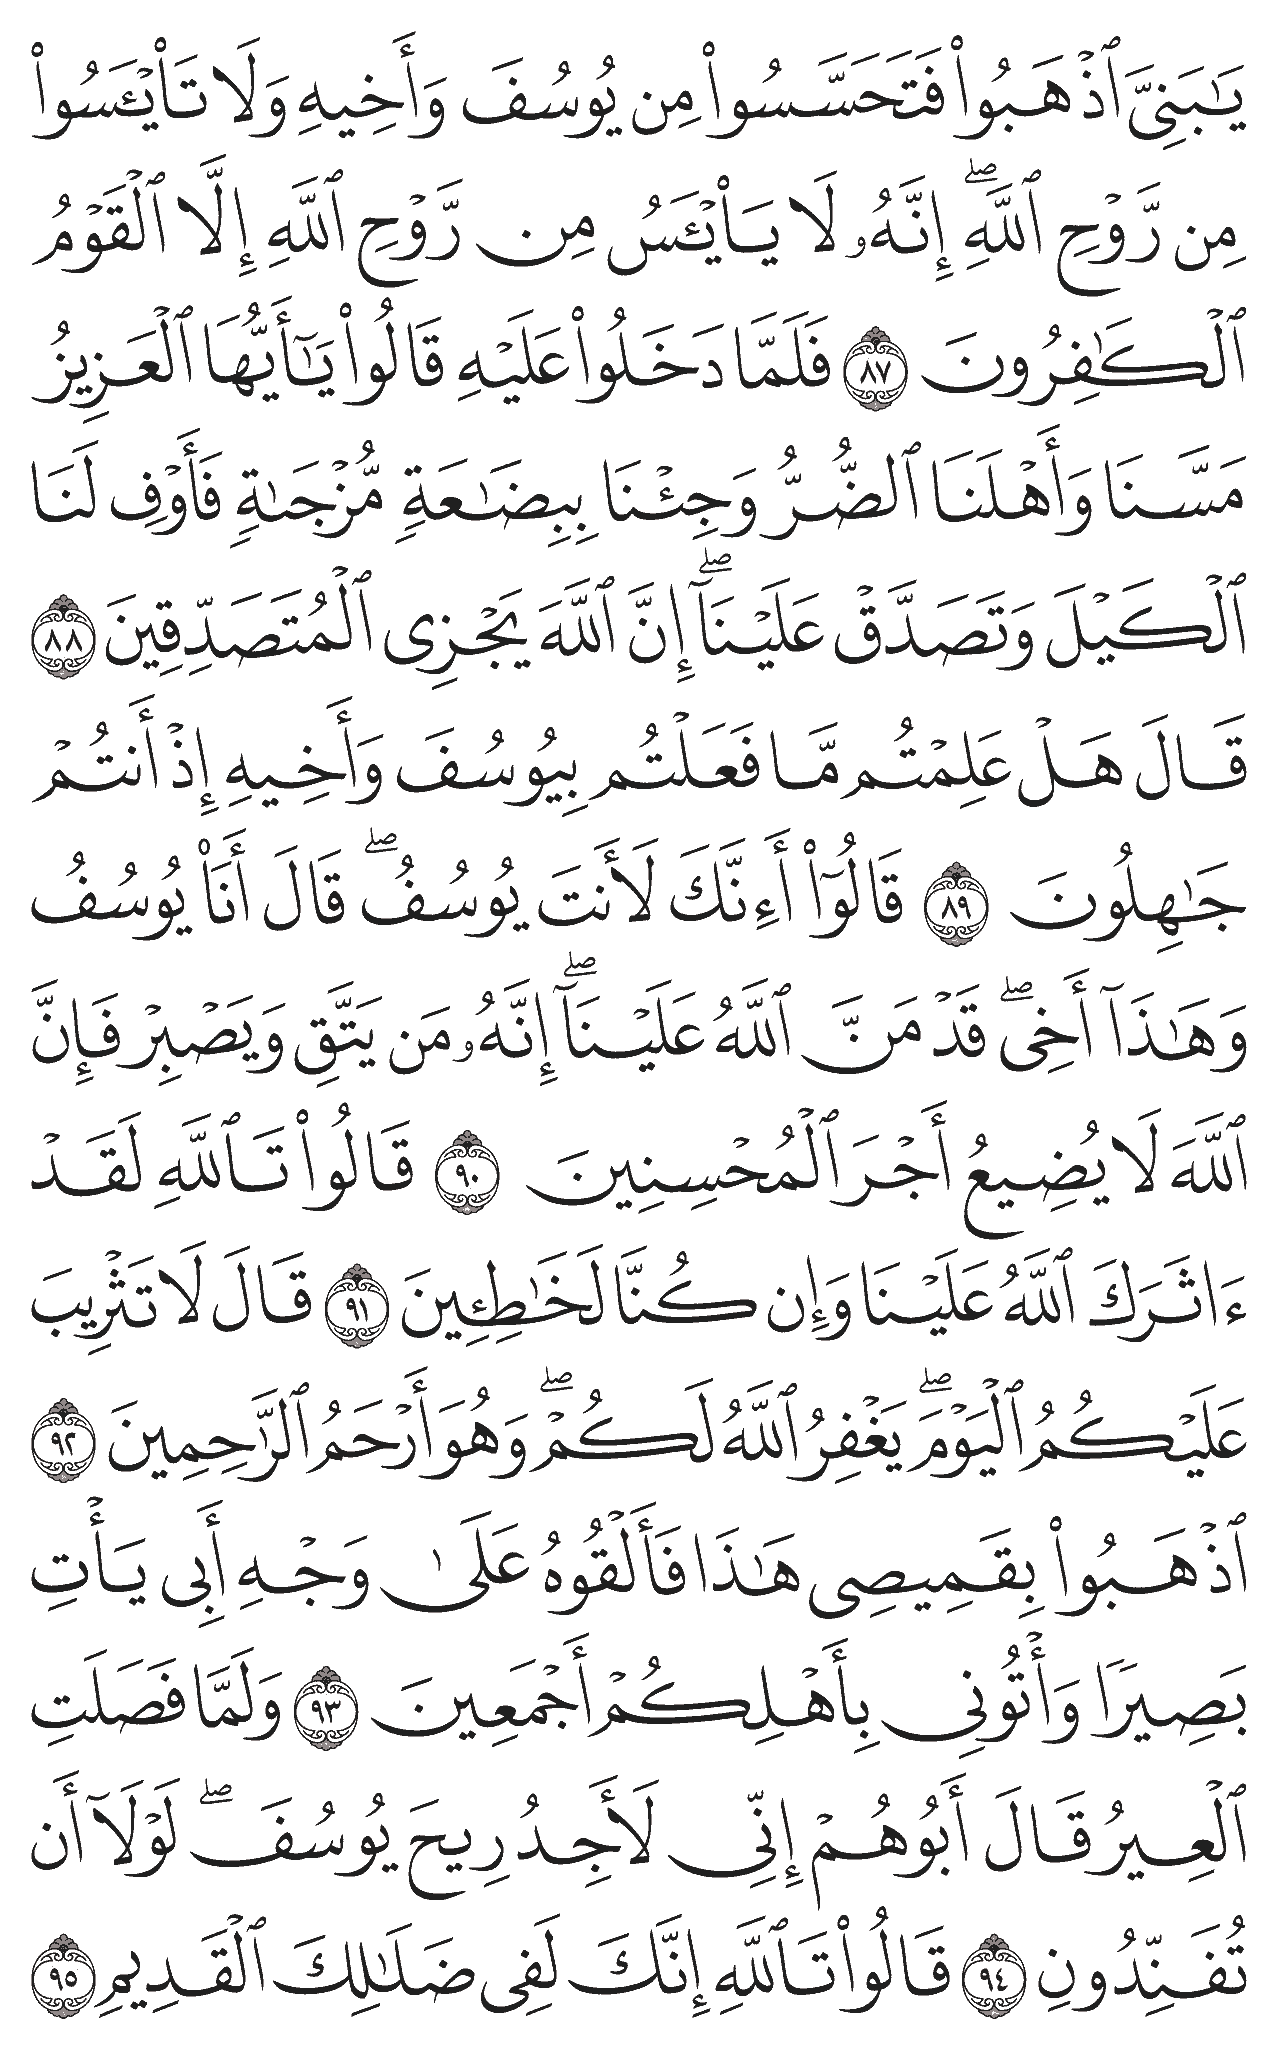 يَـٰبَنِىَّ ٱذْهَبُوا۟ فَتَحَسَّسُوا۟ مِن يُوسُفَ وَأَخِيهِ وَلَا تَا۟يْـَٔسُوا۟
مِن رَّوْحِ ٱللَّهِ ۖ إِنَّهُۥ لَا يَا۟يْـَٔسُ مِن رَّوْحِ ٱللَّهِ إِلَّا ٱلْقَوْمُ
ٱلْكَـٰفِرُونَ ٨٧ فَلَمَّا دَخَلُوا۟ عَلَيْهِ قَالُوا۟ يَـٰٓأَيُّهَا ٱلْعَزِيزُ
مَسَّنَا وَأَهْلَنَا ٱلضُّرُّ وَجِئْنَا بِبِضَـٰعَةٍ مُّزْجَىٰةٍ فَأَوْفِ لَنَا
ٱلْكَيْلَ وَتَصَدَّقْ عَلَيْنَآ ۖ إِنَّ ٱللَّهَ يَجْزِى ٱلْمُتَصَدِّقِينَ ٨٨
قَالَ هَلْ عَلِمْتُم مَّا فَعَلْتُم بِيُوسُفَ وَأَخِيهِ إِذْ أَنتُمْ
جَـٰهِلُونَ ٨٩ قَالُوٓا۟ أَءِنَّكَ لَأَنتَ يُوسُفُ ۖ قَالَ أَنَا۠ يُوسُفُ
وَهَـٰذَآ أَخِى ۖ قَدْ مَنَّ ٱللَّهُ عَلَيْنَآ ۖ إِنَّهُۥ مَن يَتَّقِ وَيَصْبِرْ فَإِنَّ
ٱللَّهَ لَا يُضِيعُ أَجْرَ ٱلْمُحْسِنِينَ ٩٠ قَالُوا۟ تَٱللَّهِ لَقَدْ
ءَاثَرَكَ ٱللَّهُ عَلَيْنَا وَإِن كُنَّا لَخَـٰطِـِٔينَ ٩١ قَالَ لَا تَثْرِيبَ
عَلَيْكُمُ ٱلْيَوْمَ ۖ يَغْفِرُ ٱللَّهُ لَكُمْ ۖ وَهُوَ أَرْحَمُ ٱلرَّٰحِمِينَ ٩٢
ٱذْهَبُوا۟ بِقَمِيصِى هَـٰذَا فَأَلْقُوهُ عَلَىٰ وَجْهِ أَبِى يَأْتِ
بَصِيرًا وَأْتُونِى بِأَهْلِكُمْ أَجْمَعِينَ ٩٣ وَلَمَّا فَصَلَتِ
ٱلْعِيرُ قَالَ أَبُوهُمْ إِنِّى لَأَجِدُ رِيحَ يُوسُفَ ۖ لَوْلَآ أَن
تُفَنِّدُونِ ٩٤ قَالُوا۟ تَٱللَّهِ إِنَّكَ لَفِى ضَلَـٰلِكَ ٱلْقَدِيمِ ٩٥